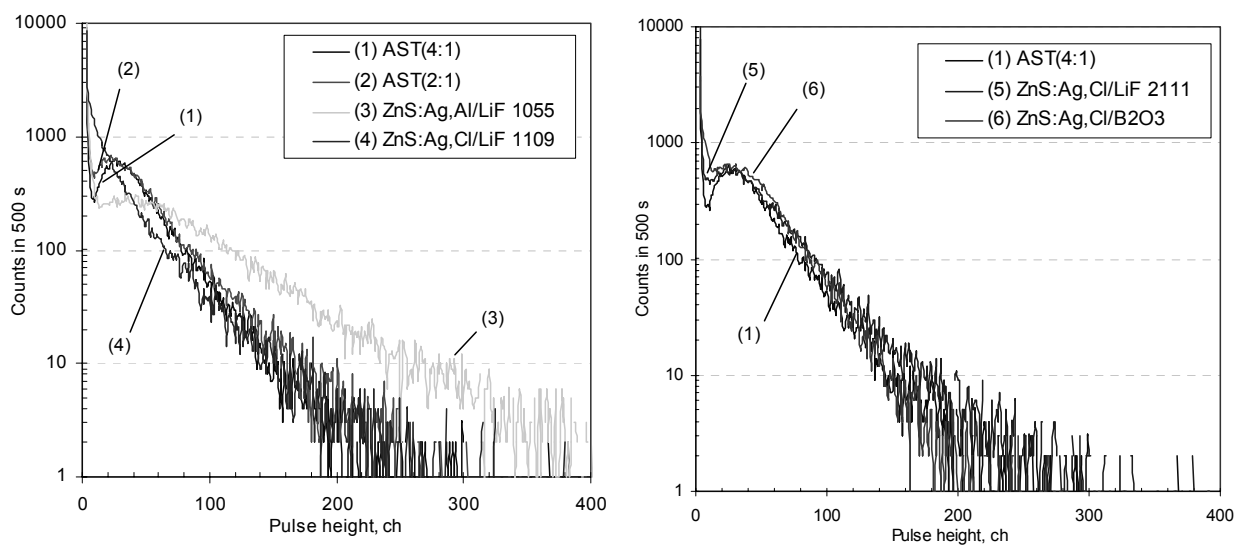 10000
1000
100
10
1
Counts in 500 s
0
100
200
300
400
Pulse height, ch
(1) AST(4:1)
(2) AST(2:1)
(3) ZnS:Ag,Al/LiF 1055
(4) ZnS:Ag,Cl/LiF 1109
(2)
(1)
(4)
(3)
10000
1000
100
10
1
Counts in 500 s
0
100
200
300
400
Pulse height, ch
(1) AST(4:1)
(5) ZnS:Ag,Cl/LiF 2111
(6) ZnS:Ag,Cl/B2O3
(5)
(6)
(1)